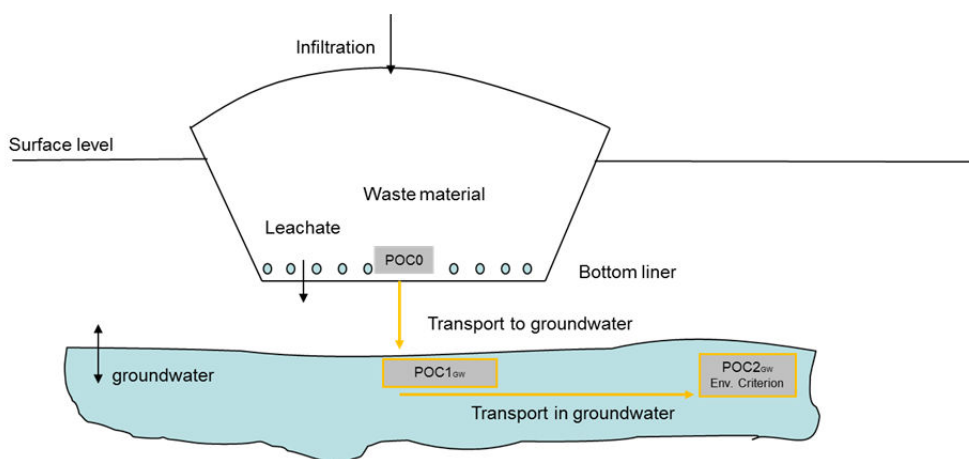 Infiltration
Surface level
Waste material
Leachate
POC0
Bottom liner
Transport to groundwater
groundwater
POC1GW
POC2GW
Env. Criterion
Transport in groundwater